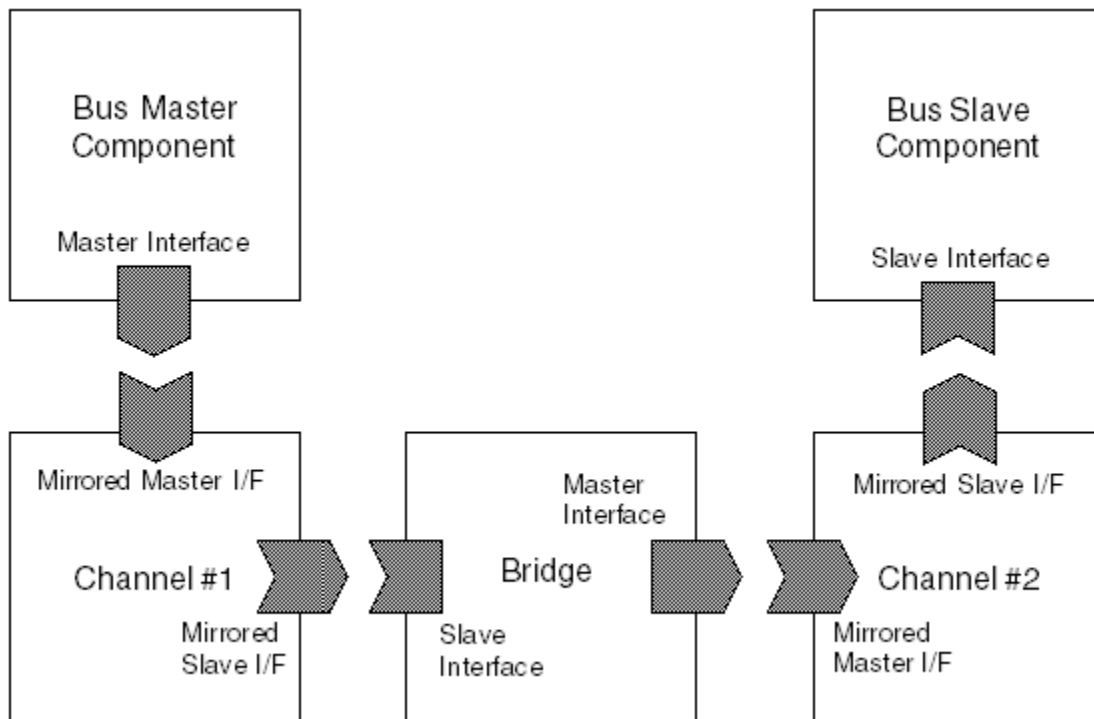 Bus Master
Component
Master Interface
Bus Slave
Component
Slave Interface
Mirrored Master I/F
Channel #1
Mirrored
Slave I/F
Master
Interface
Bridge
Slave
Interface
Mirrored Slave I/F
Channel #2
Mirrored
Master I/F